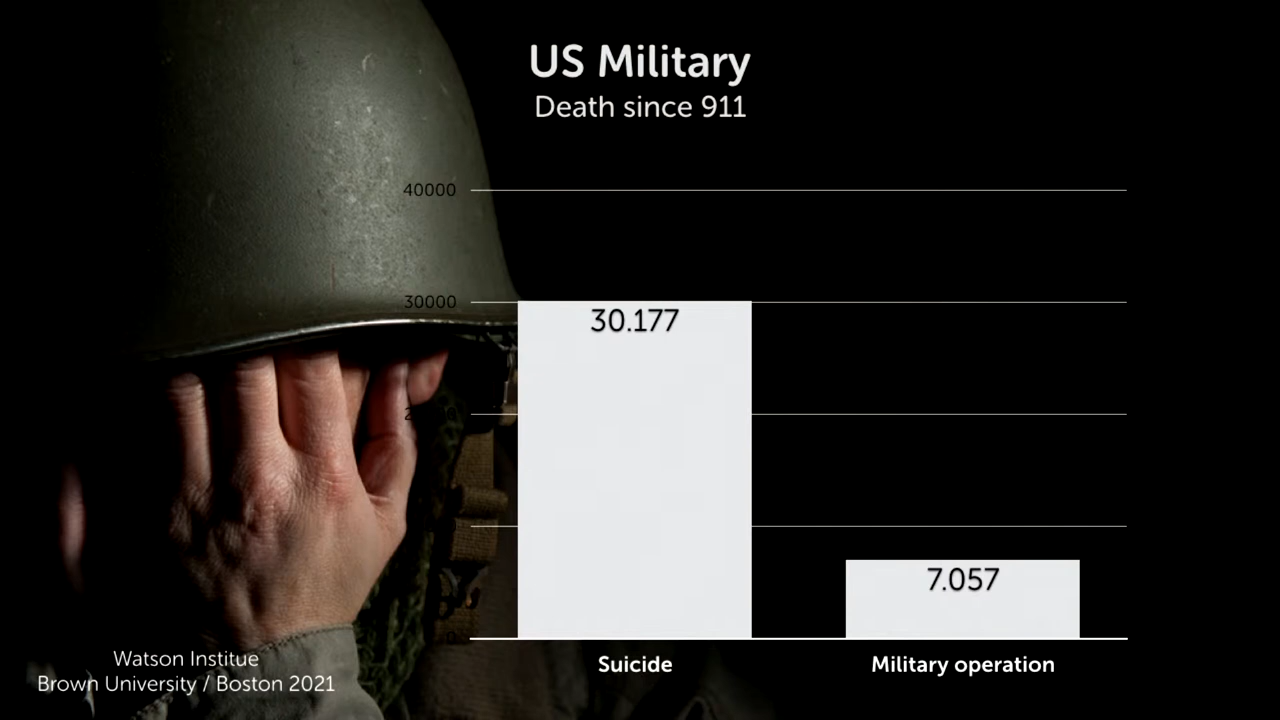 US Military
Death since 911
40000
30000
30.177
7.057
Suicide
Military operation
Watson Institue
Brown University / Boston 2021